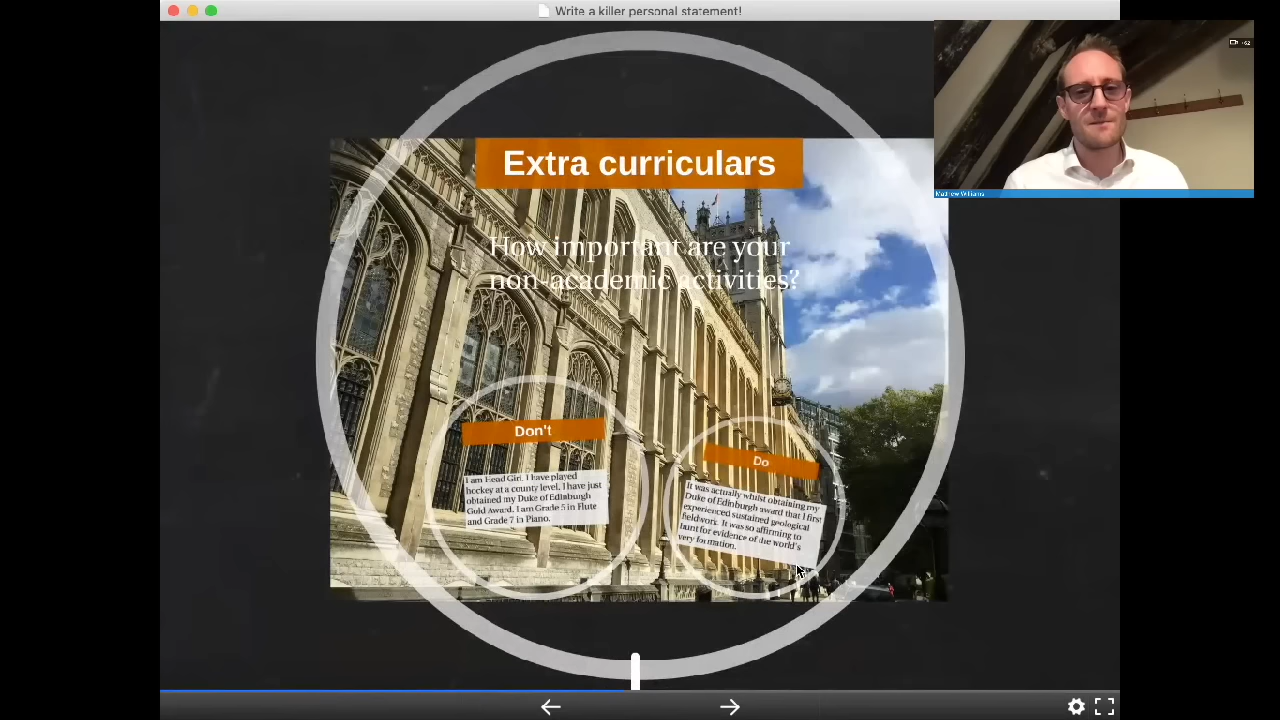 Write a killer personal statement!
Matthew Williams
Extra curriculars
How important are your
non-academic activities?
Don't
I am Head Girl. I have played
hockey at a county level. I have just
obtained my Duke of Edinburgh
Gold Award. I am Grade 5 in Flute
and Grade 7 in Piano.
Do
It was actually whilst obtaining my
Duke of Edinburgh award that I first
experienced sustained geological
fieldwork. It was so affirming to
hunt for evidence of the world's
very formation.